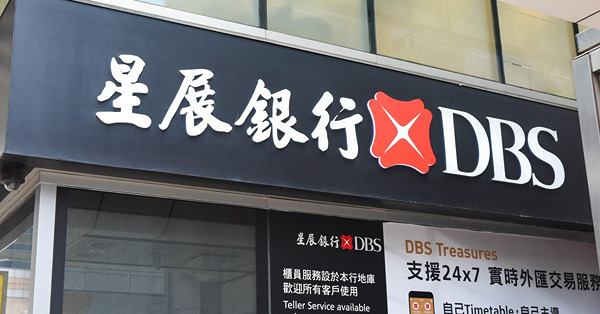 星展銀行 DBS
星展銀行 DBS
櫃員服務設於本行地庫
歡迎所有客戶使用
Teller Service available
DBS Treasures
支援24x7 實時外匯交易服務
自己Timetable,自己主導